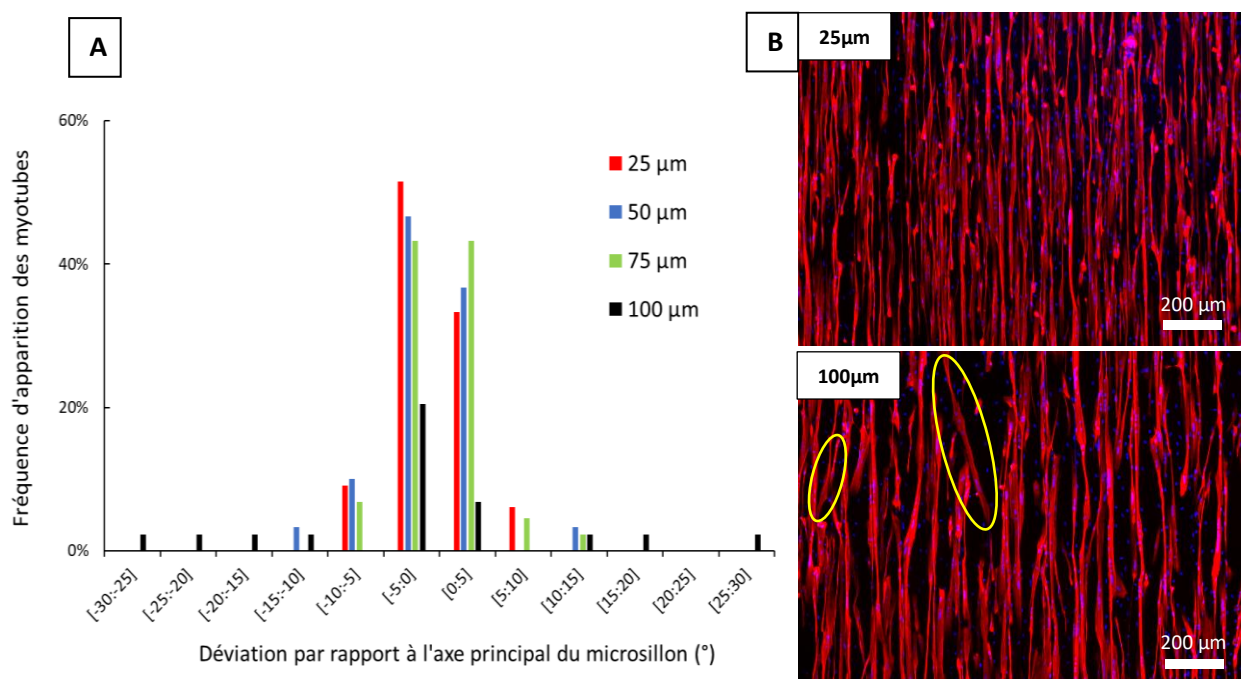 A
60%
40%
20%
0%
Fréquence d'apparition des myotubes
25 µm
50 µm
75 µm
100 µm
[-30:-25]
[-25:-20]
[-20:-15]
[-15:-10]
[-10:-5]
[-5:0]
[0:5]
[5:10]
[10:15]
[15:20]
[20:25]
[25:30]
Déviation par rapport à l'axe principal du microsillon (°)
B
25µm
200 µm
100µm
200 µm